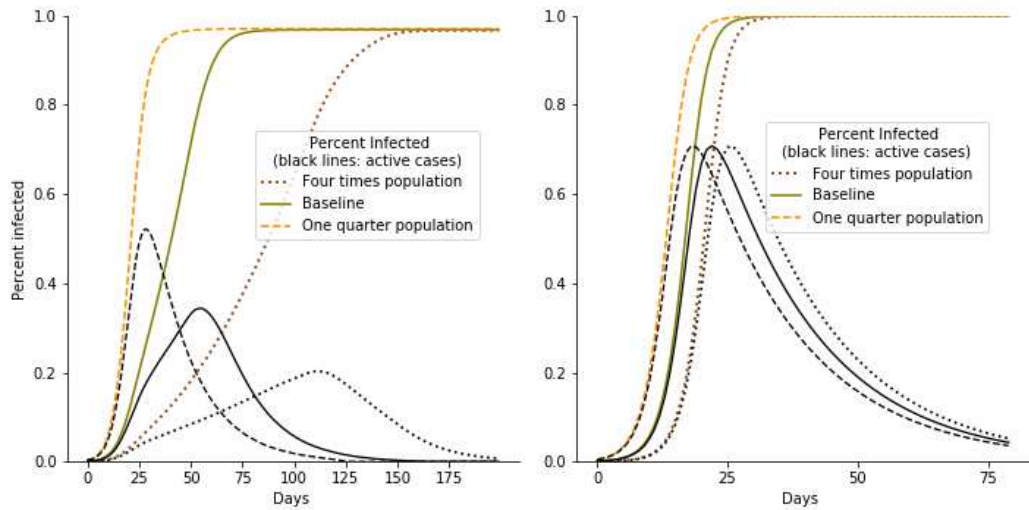 1.0
0.8
0.6
0.4
0.2
0.0
Percent infected
0 25 50 75 100 125 150 175
Days
Percent Infected
(black lines: active cases)
Four times population
Baseline
One quarter population
1.0
0.8
0.6
0.4
0.2
0.0
0 25 50 75
Days
Percent Infected
(black lines: active cases)
Four times population
Baseline
One quarter population